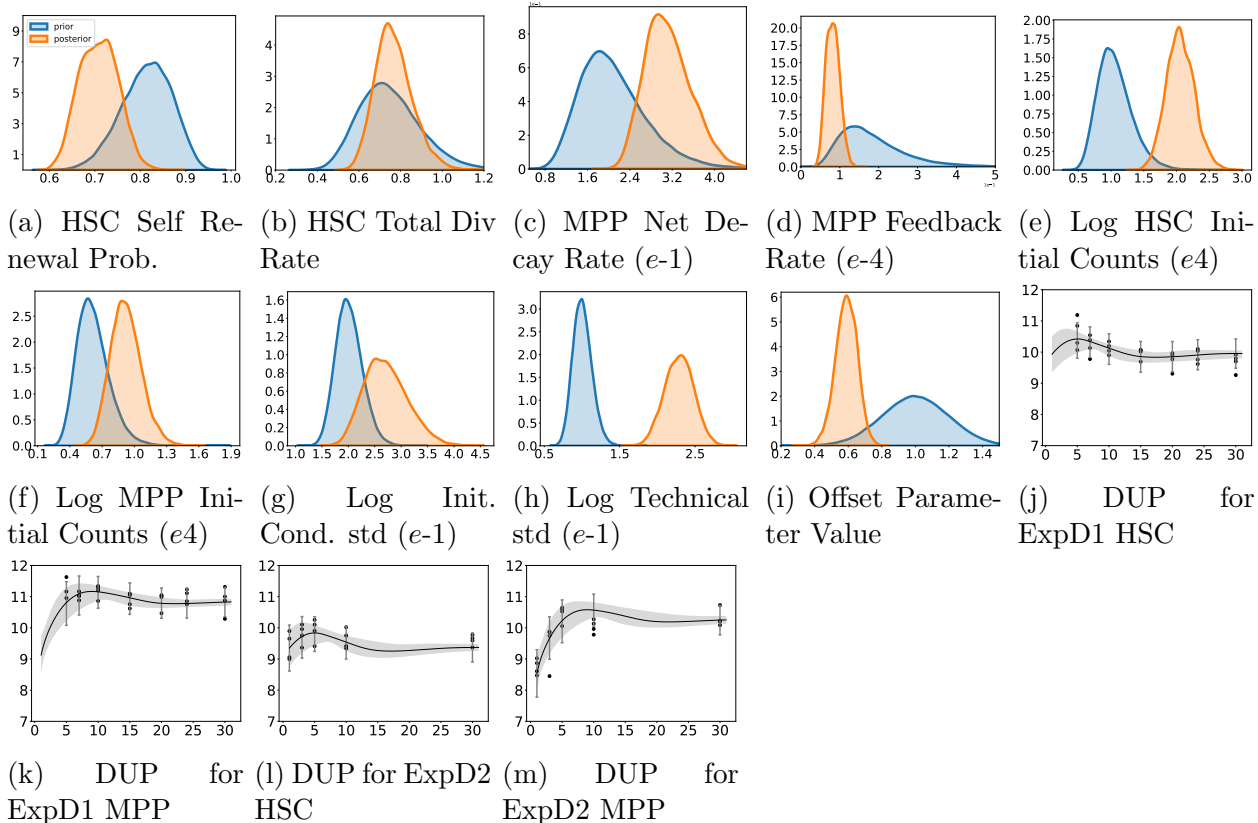 prior
posterior
9
7
5
3
1
0.6 0.7 0.8 0.9 1.0
4
3
2
1
0
0.2 0.4 0.6 0.8 1.0 1.2
8
6
4
2
0
0.8 1.6 2.4 3.2 4.0
20.0
17.5
15.0
12.5
10.0
7.5
5.0
2.5
0.0
0 1 2 3 4 5
2.00
1.75
1.50
1.25
1.00
0.75
0.50
0.25
0.00
0.5 1.0 1.5 2.0 2.5 3.0
(a) HSC Self Re-
newal Prob.
(b) HSC Total Div
Rate
(c) MPP Net De-
cay Rate (e-1)
(d) MPP Feedback
Rate (e-4)
(e) Log HSC Ini-
tial Counts (e4)
2.5
2.0
1.5
1.0
0.5
0.0
0.1 0.4 0.7 1.0 1.3 1.6 1.9
1.6
1.4
1.2
1.0
0.8
0.6
0.4
0.2
0.0
1.0 1.5 2.0 2.5 3.0 3.5 4.0 4.5
3.0
2.5
2.0
1.5
1.0
0.5
0.0
0.5 1.5 2.5
6
5
4
3
2
1
0
0.2 0.4 0.6 0.8 1.0 1.2 1.4
12
11
10
9
8
7
0 5 10 15 20 25 30
(f) Log MPP Ini-
tial Counts (e4)
(g) Log Init.
Cond. std (e-1)
(h) Log Technical
std (e-1)
(i) Offset Parame-
ter Value
(j) DUP for
ExpD1 HSC
12
11
10
9
8
7
0 5 10 15 20 25 30
12
11
10
9
8
7
0 5 10 15 20 25 30
12
11
10
9
8
7
0 5 10 15 20 25 30
(k) DUP for
ExpD1 MPP
(l) DUP for ExpD2
HSC
(m) DUP for
ExpD2 MPP